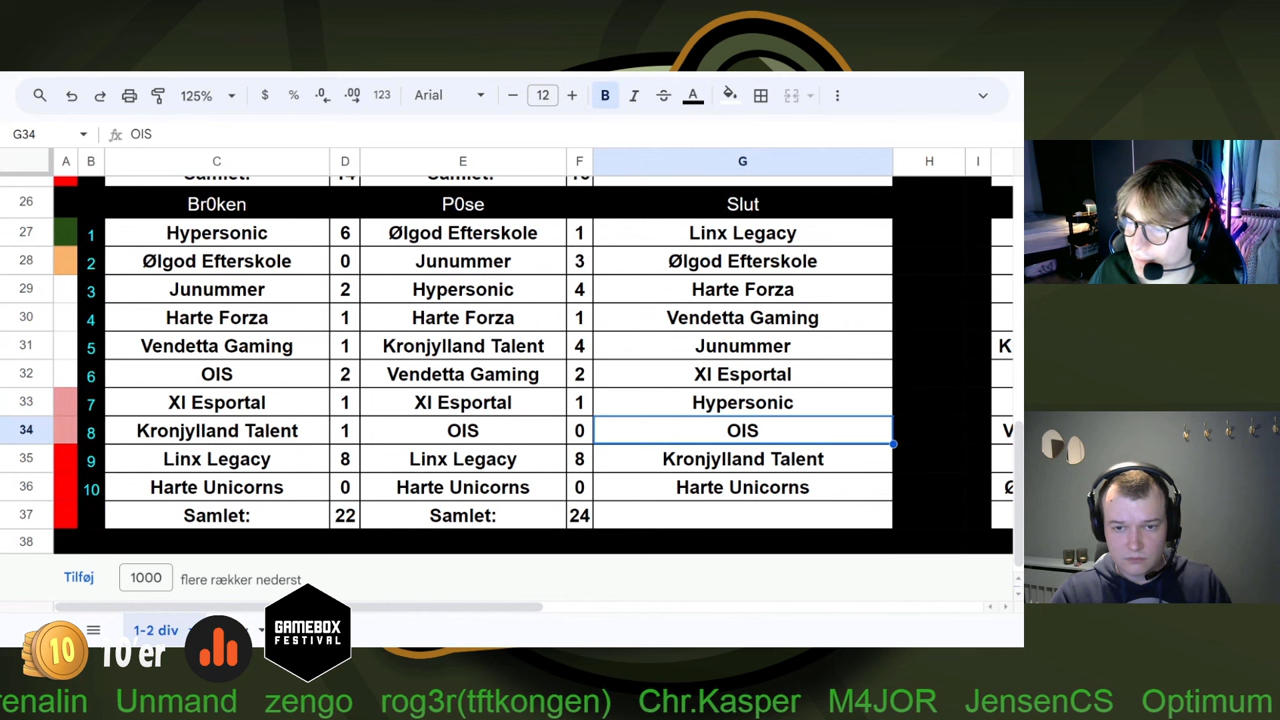 125% $ % .0 .00 123 Arial 12 B I S A
G34 fx OIS
A B C D E F G H I
Samlet: 14 Samlet:
26 Br0ken P0se Slut
27 1 Hypersonic 6 Ølgod Efterskole 1 Linx Legacy
28 2 Ølgod Efterskole 0 Junummer 3 Ølgod Efterskole
29 3 Junummer 2 Hypersonic 4 Harte Forza
30 4 Harte Forza 1 Harte Forza 1 Vendetta Gaming
31 5 Vendetta Gaming 1 Kronjylland Talent 4 Junummer K
32 6 OIS 2 Vendetta Gaming 2 XI Esportal
33 7 XI Esportal 1 XI Esportal 1 Hypersonic
34 8 Kronjylland Talent 1 OIS 0 OIS V
35 9 Linx Legacy 8 Linx Legacy 8 Kronjylland Talent
36 10 Harte Unicorns 0 Harte Unicorns 0 Harte Unicorns Ø
37 Samlet: 22 Samlet: 24
38
Tilføj 1000 flere rækker nederst
1-2 div
10 10'er GAMEBOX
FESTIVAL
renalin Unmand zengo rog3r(tftkongen) Chr.Kasper M4JOR JensenCS Optimum